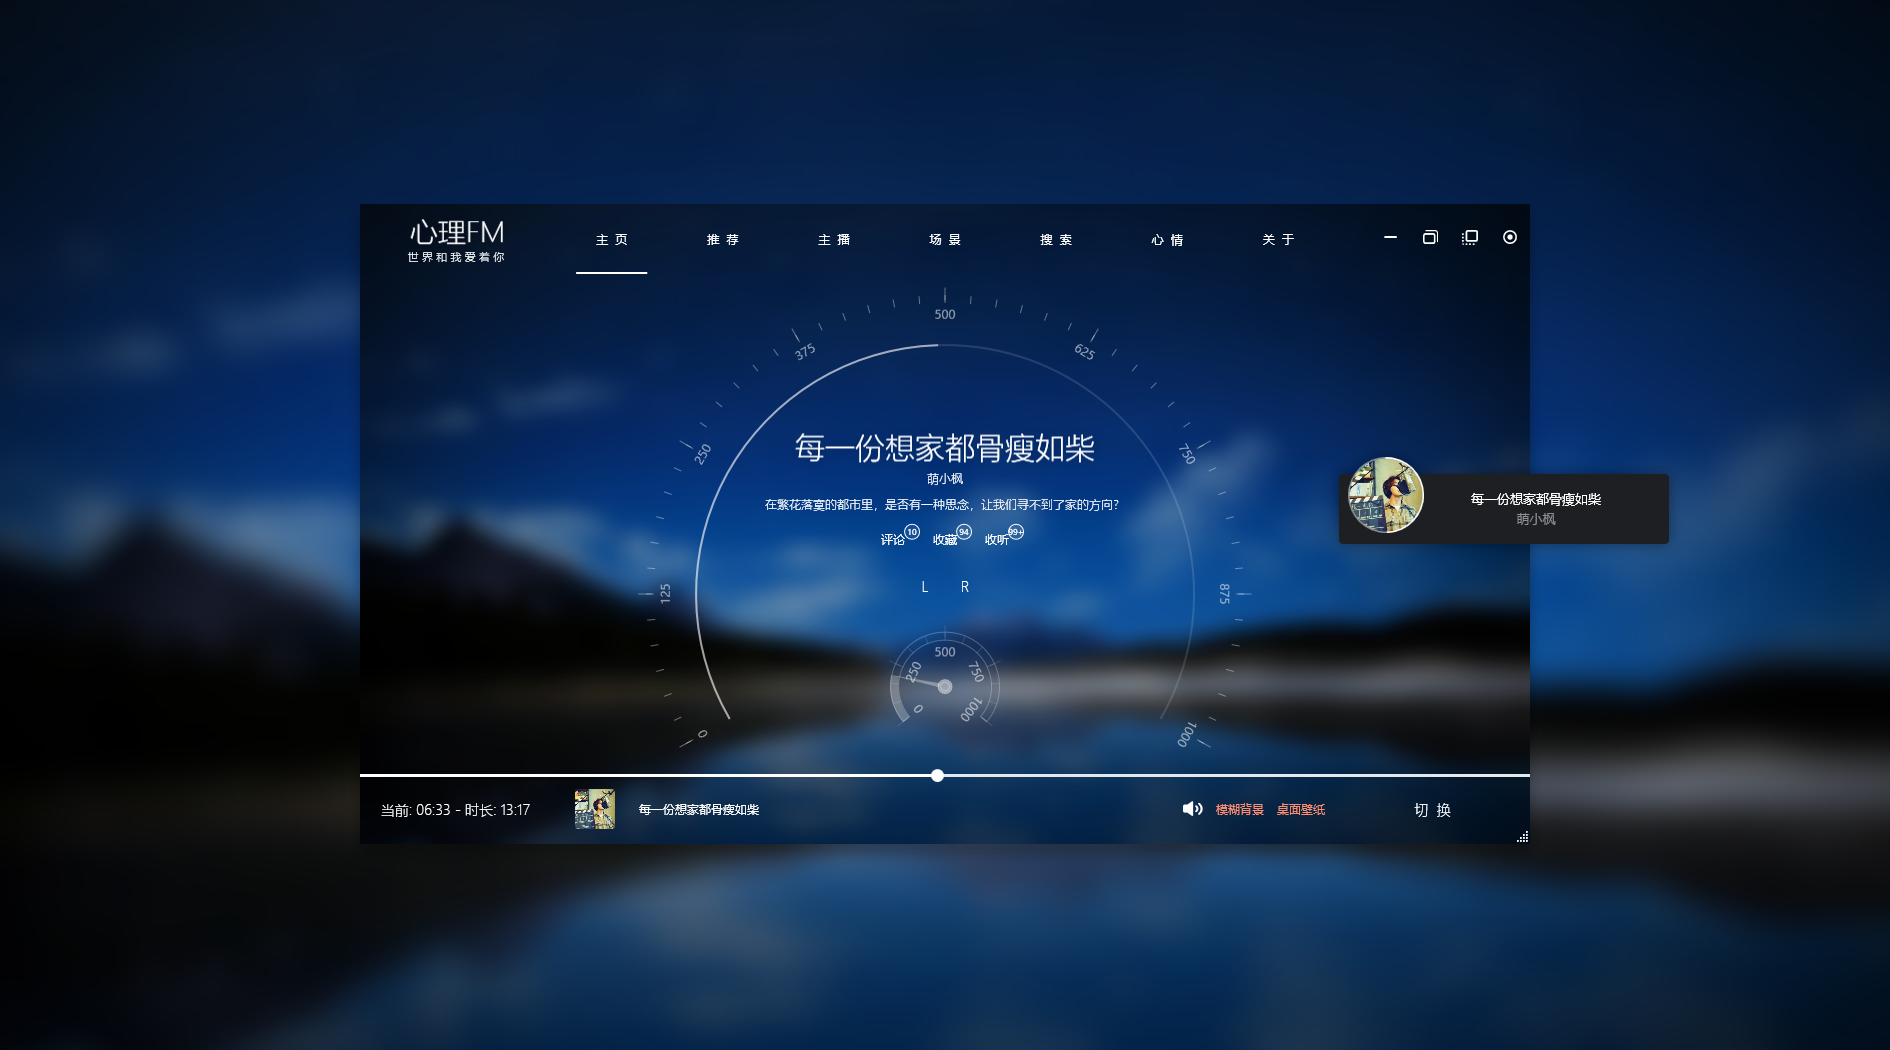 心理FM
世界和我爱着你
主页
推荐
主播
场景
搜索
心情
关于
0
125
250
375
500
625
750
875
1000
每一份想家都骨瘦如柴
萌小枫
在繁花落寞的都市里，是否有一种思念，让我们寻不到了家的方向？
评论 10 收藏 94 收听 99+
L R
0
250
500
750
1000
每一份想家都骨瘦如柴
萌小枫
当前: 06:33 - 时长: 13:17
每一份想家都骨瘦如柴
模糊背景 桌面壁纸
切换